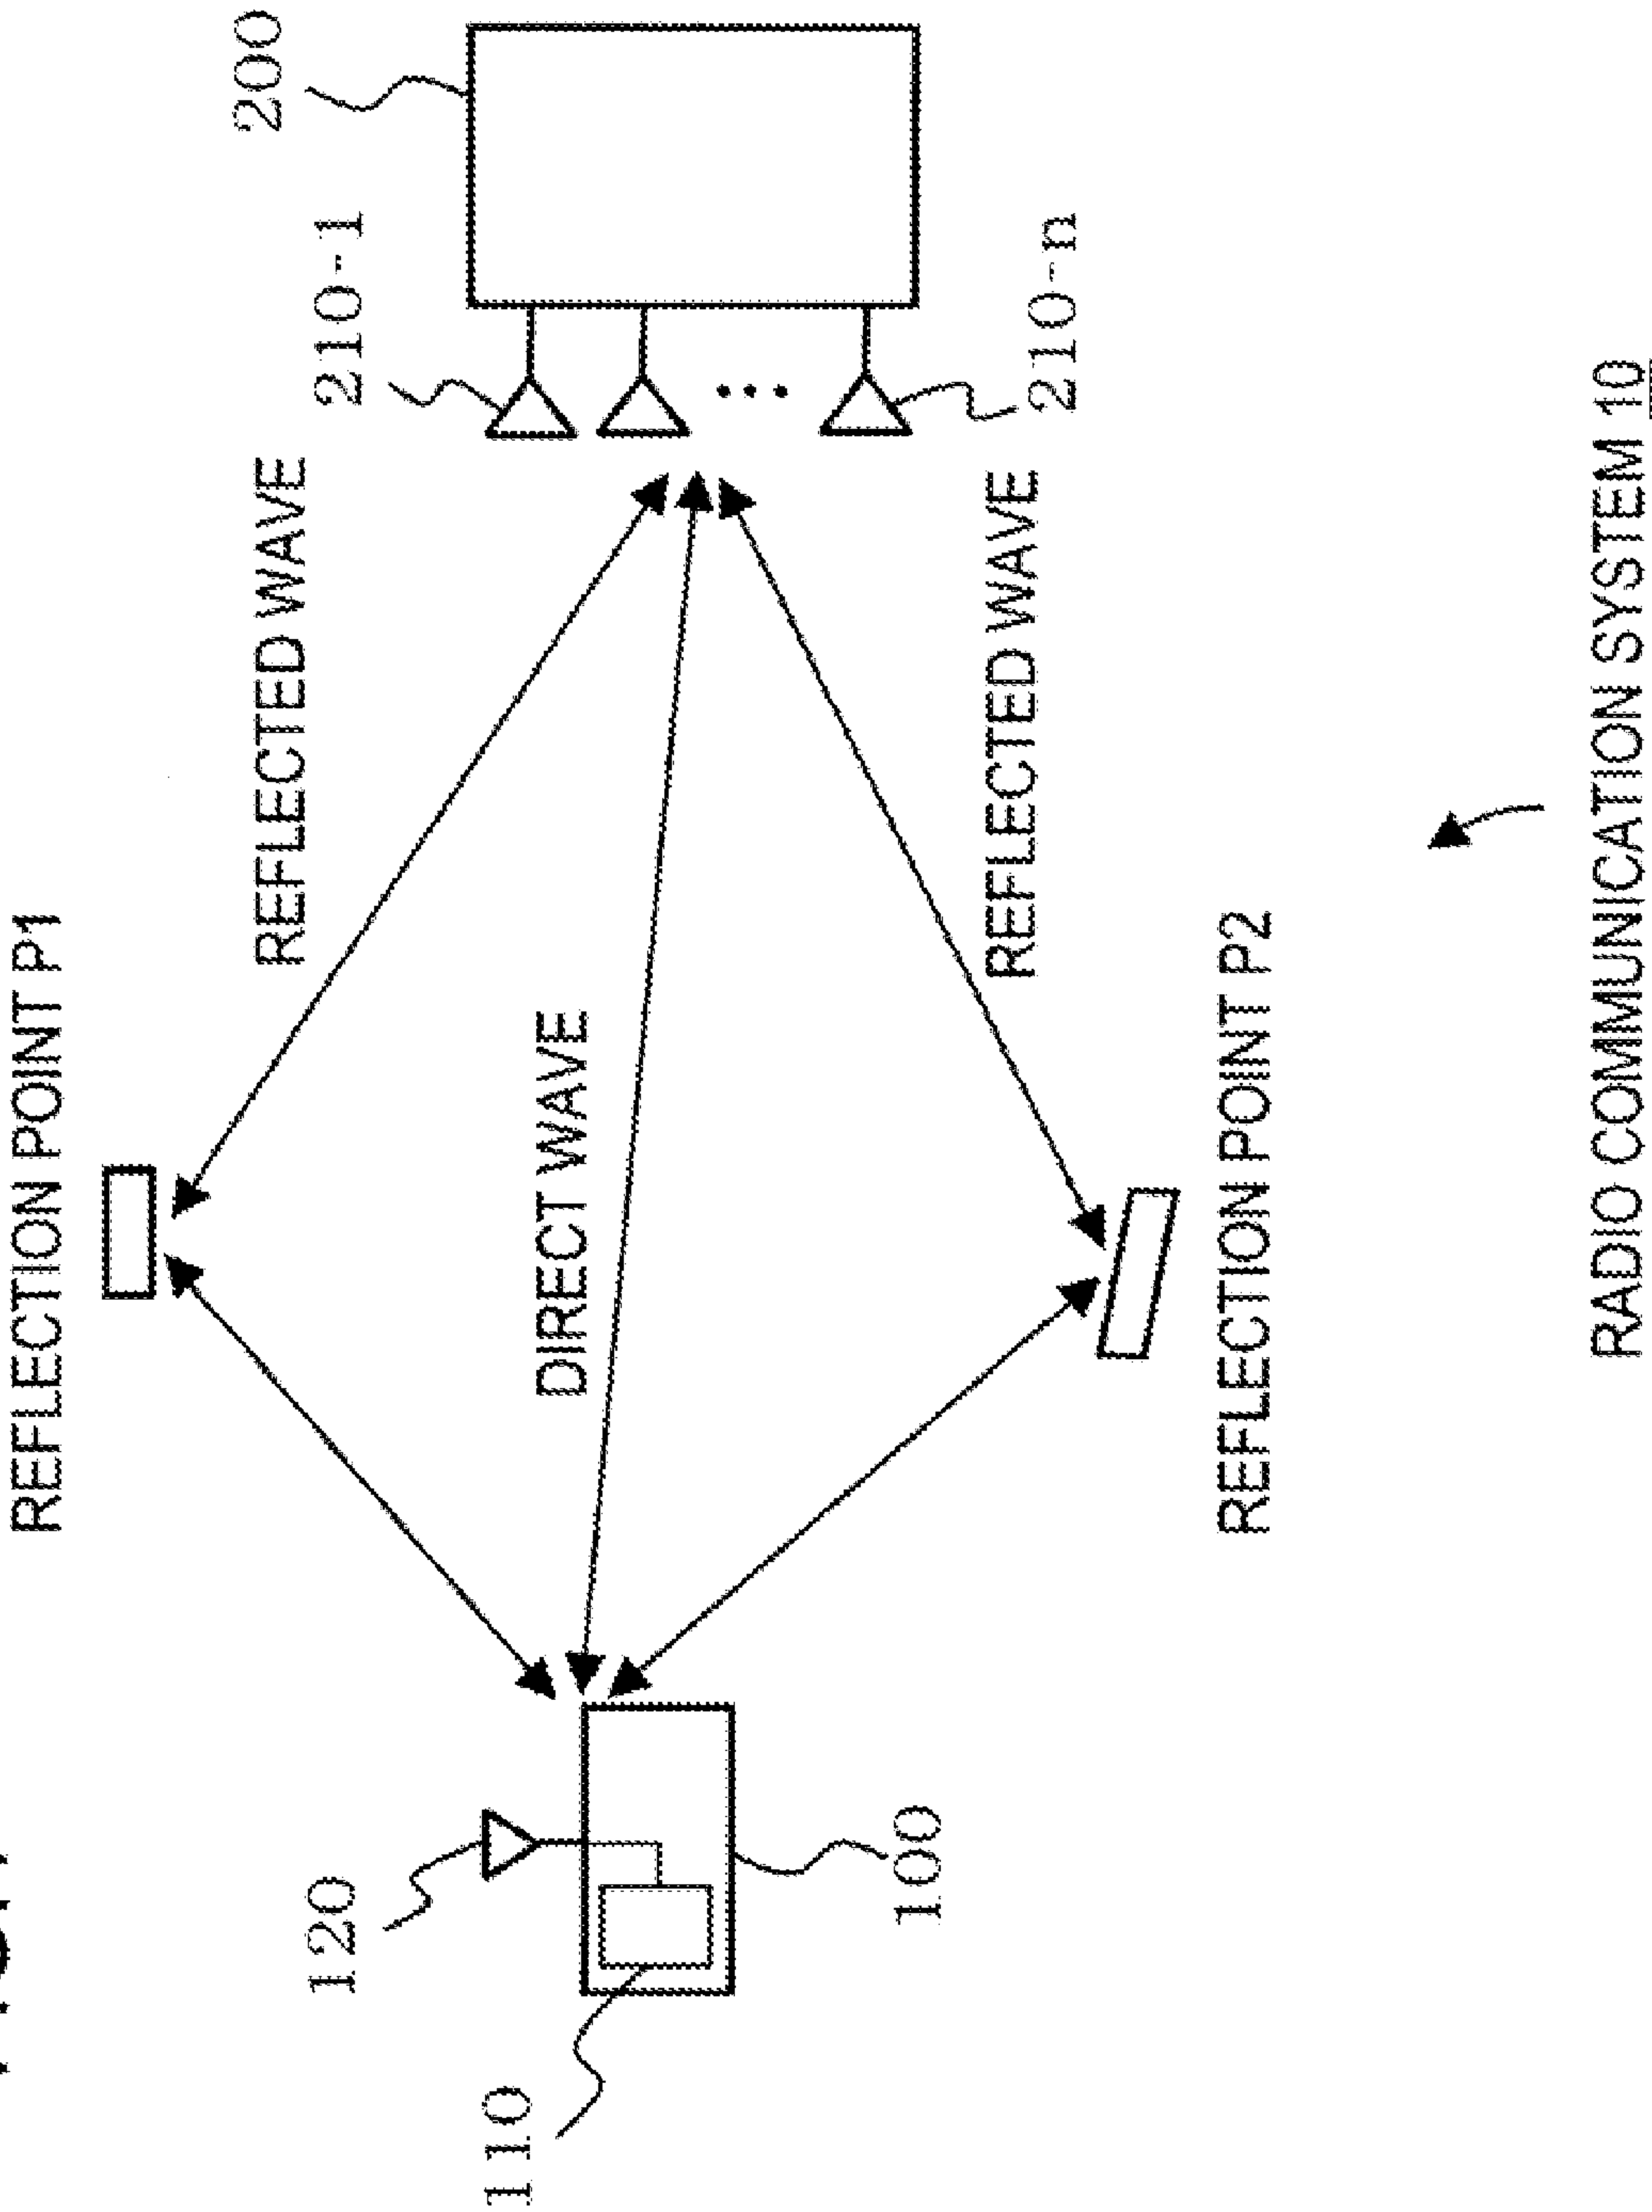 REFLECTION POINT P1
200
REFLECTED WAVE
210-1
120
DIRECT WAVE
110
100
REFLECTED WAVE
210-n
REFLECTION POINT P2
RADIO COMMUNICATION SYSTEM 10